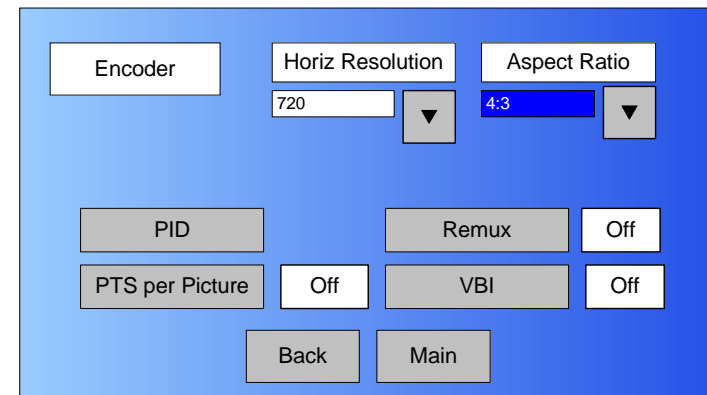 Encoder
Horiz Resolution
Aspect Ratio
720
4:3
PID
Remux
Off
PTS per Picture
Off
VBI
Off
Back
Main